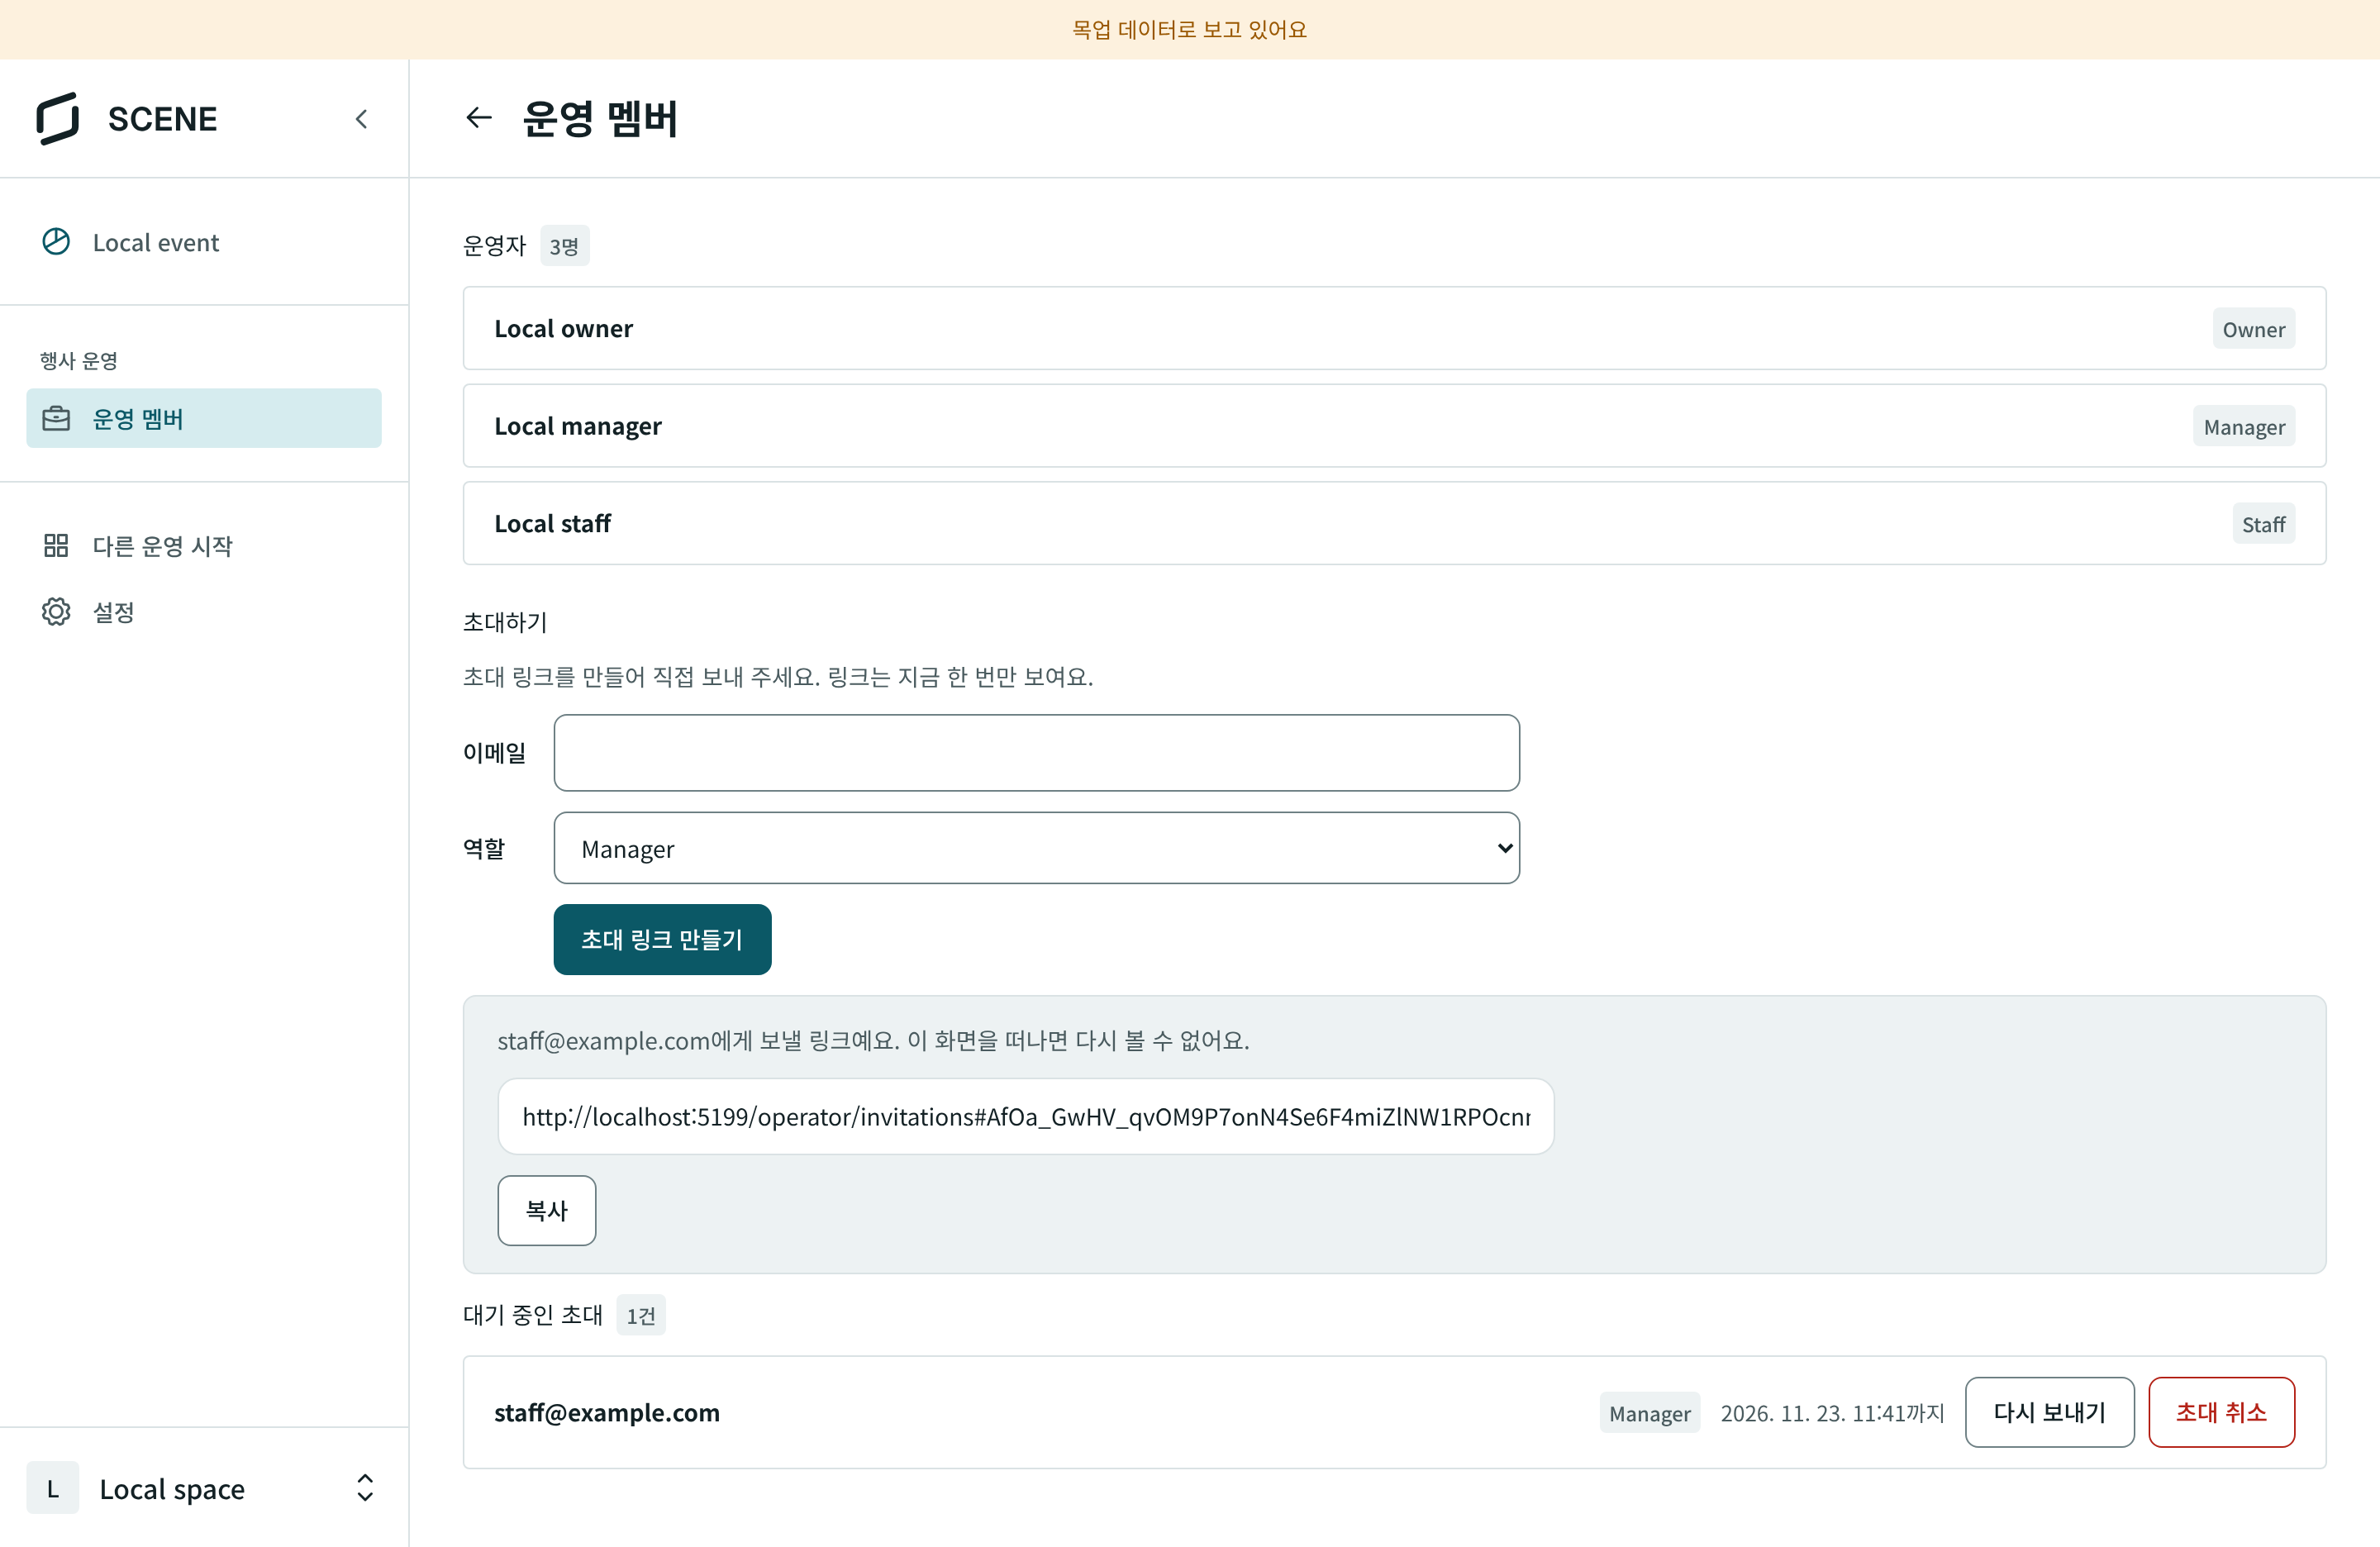 목업 데이터로 보고 있어요
SCENE
운영 멤버
Local event
행사 운영
운영 멤버
다른 운영 시작
설정
L Local space
운영자 3명
Local owner Owner
Local manager Manager
Local staff Staff
초대하기
초대 링크를 만들어 직접 보내 주세요. 링크는 지금 한 번만 보여요.
이메일
역할 Manager
초대 링크 만들기
staff@example.com에게 보낼 링크예요. 이 화면을 떠나면 다시 볼 수 없어요.
http://localhost:5199/operator/invitations#AfOa_GwHV_qvOM9P7onN4Se6F4miZlNW1RPOcnr
복사
대기 중인 초대 1건
staff@example.com Manager 2026. 11. 23. 11:41까지 다시 보내기 초대 취소